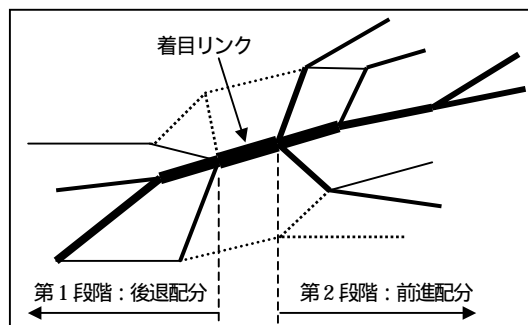 着目リンク
第1段階：後退配分
第2段階：前進配分